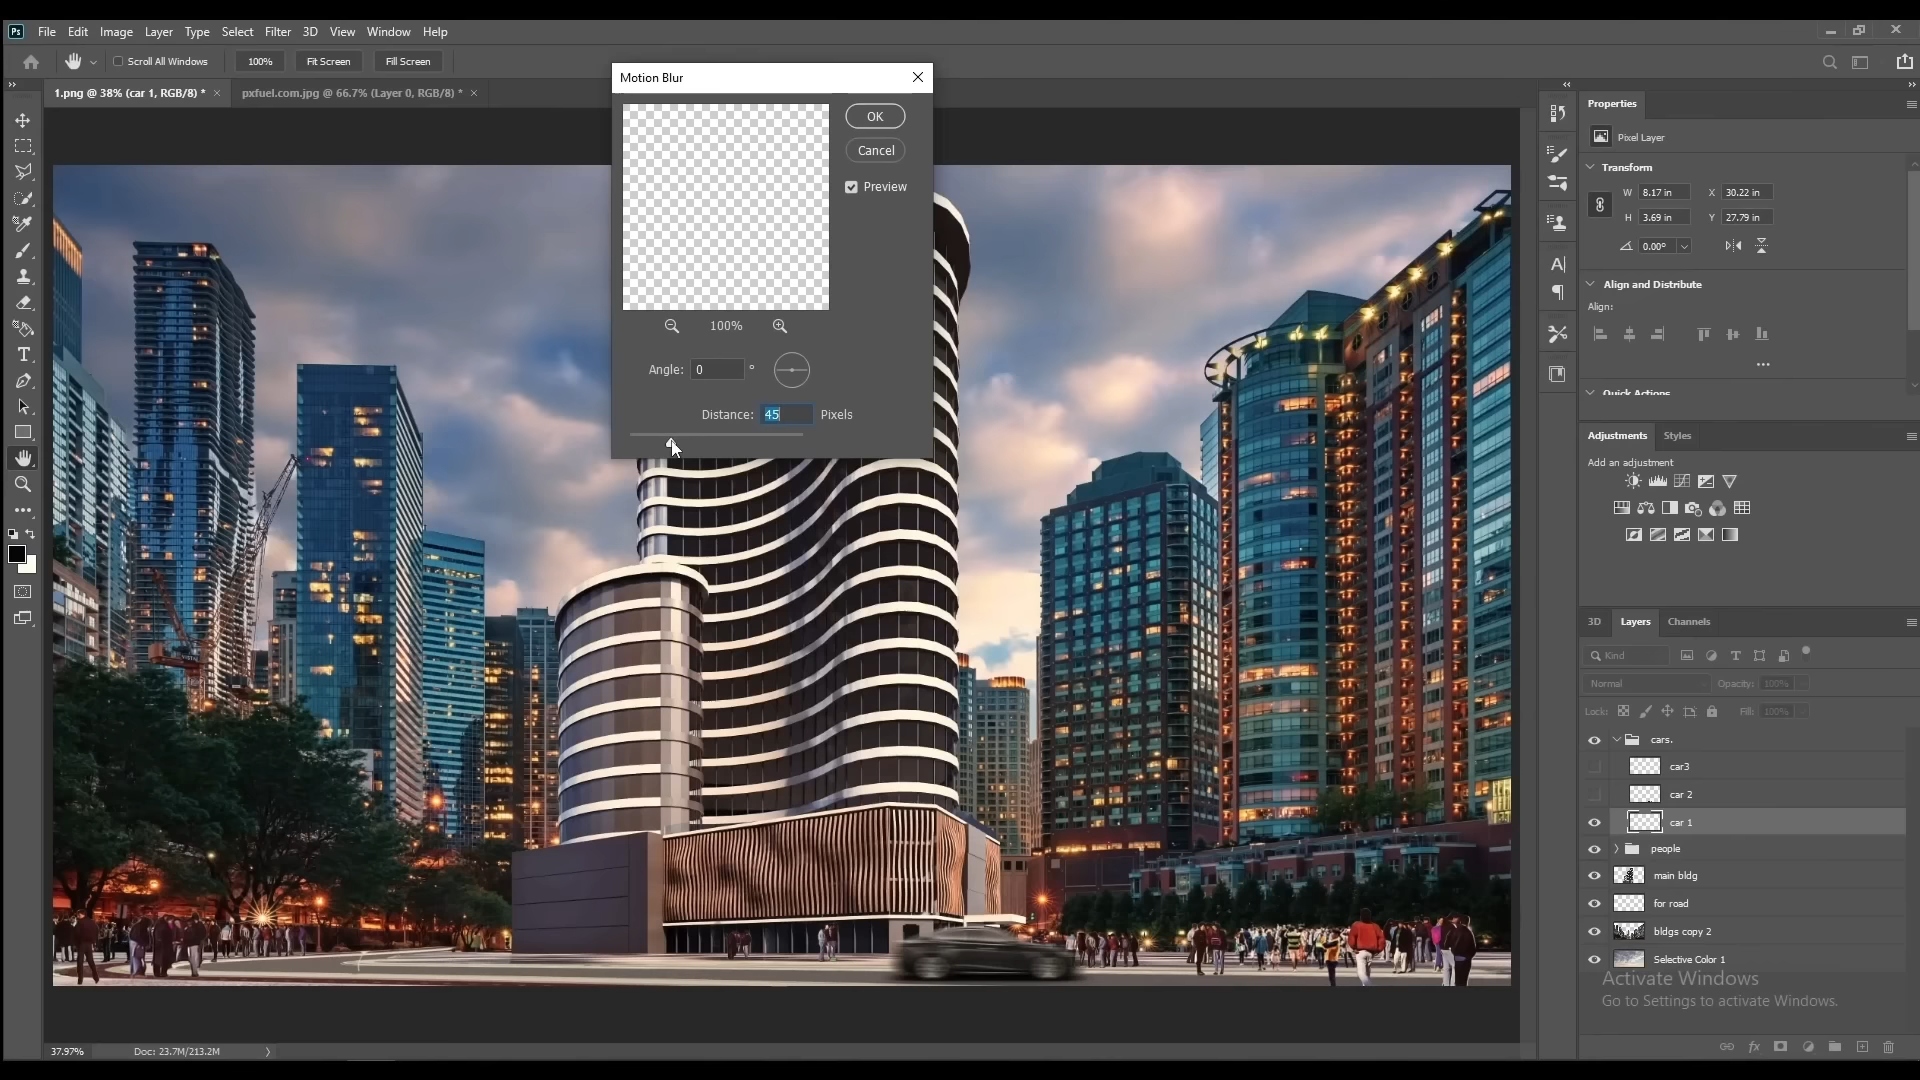 Ps File Edit Image Layer Type Select Filter 3D View Window Help
Scroll All Windows 100% Fit Screen Fill Screen
1.png @ 38% (car 1, RGB/8) * × pxfuel.com.jpg @ 66.7% (Layer 0, RGB/8) * ×
Motion Blur
OK
Cancel
Preview
100%
Angle: 0 °
Distance: 45 Pixels
Properties
Pixel Layer
Transform
W 8.17 in X 30.22 in
H 3.69 in Y 27.79 in
0.00°
Align and Distribute
Align:
Quick Actions
Adjustments Styles
Add an adjustment
3D Layers Channels
Kind
Normal Opacity: 100%
Lock: Fill: 100%
cars.
car3
car 2
car 1
people
main bldg
for road
bldgs copy 2
Selective Color 1
Activate Windows
Go to Settings to activate Windows.
37.97% Doc: 23.7M/213.2M